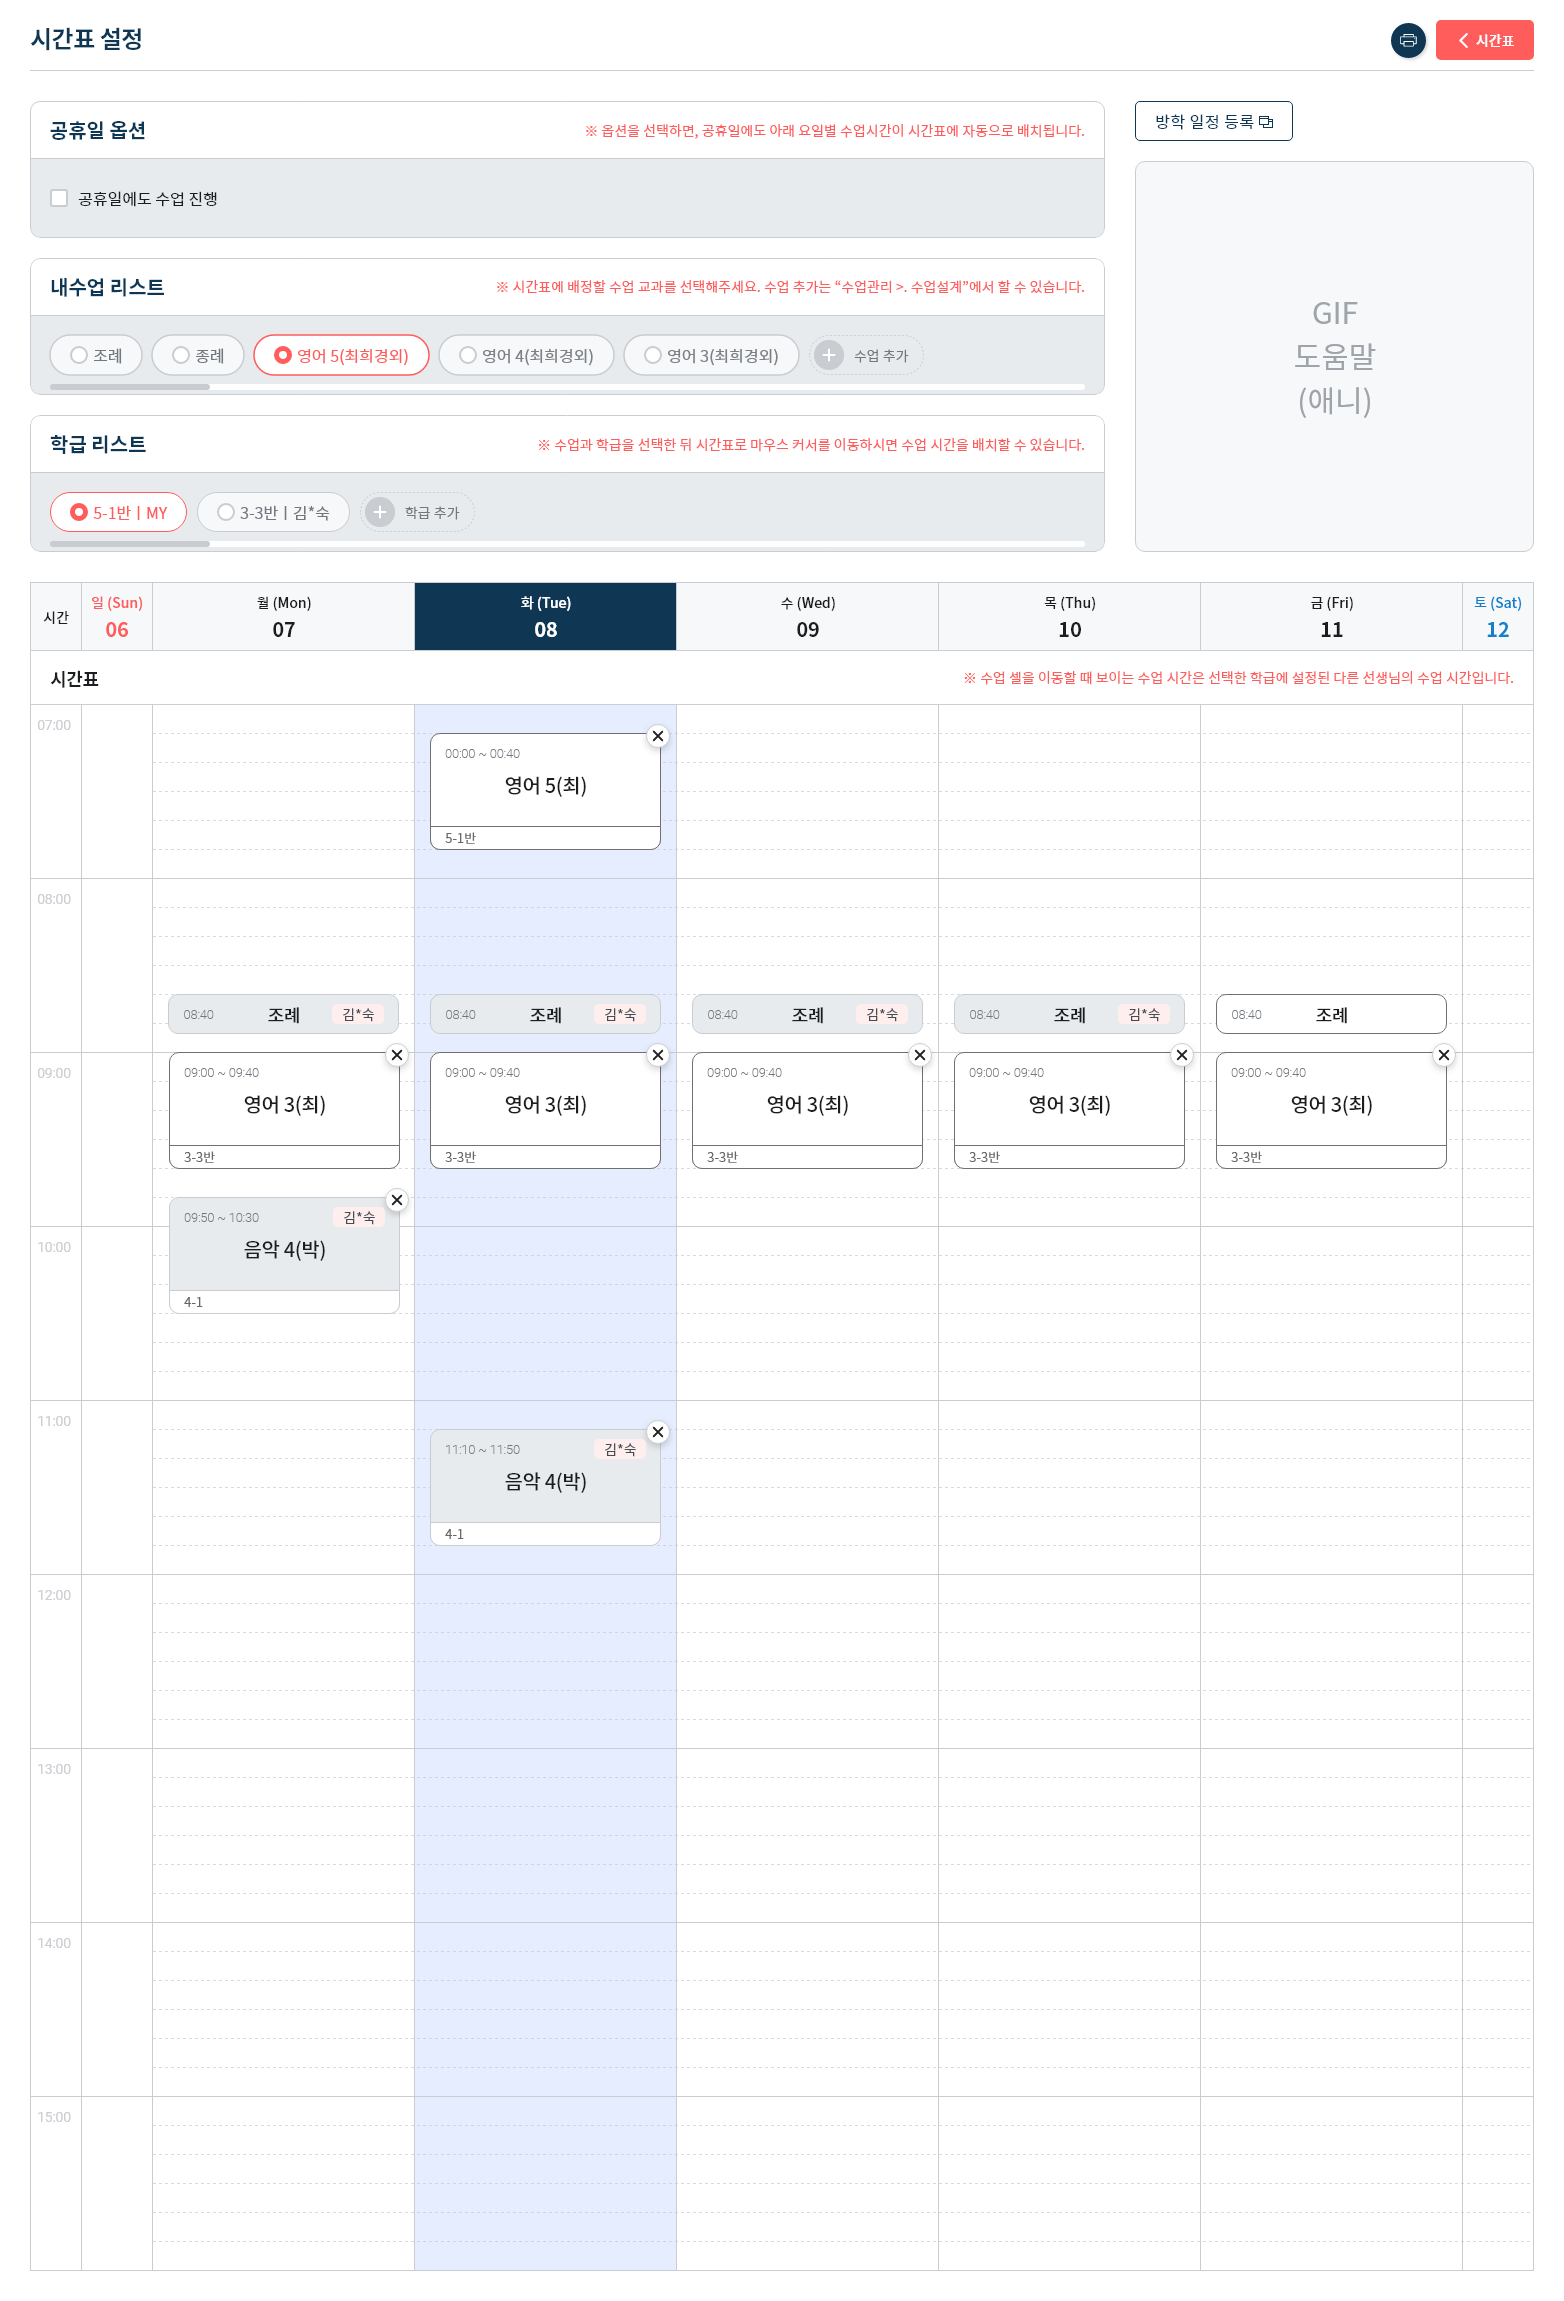 시간표 설정
시간표
공휴일 옵션
※ 옵션을 선택하면, 공휴일에도 아래 요일별 수업시간이 시간표에 자동으로 배치됩니다.
방학 일정 등록
공휴일에도 수업 진행
내수업 리스트
※ 시간표에 배정할 수업 교과를 선택해주세요. 수업 추가는 “수업관리 >. 수업설계”에서 할 수 있습니다.
조례
종례
영어 5(최희경외)
영어 4(최희경외)
영어 3(최희경외)
수업 추가
GIF
도움말
(애니)
학급 리스트
※ 수업과 학급을 선택한 뒤 시간표로 마우스 커서를 이동하시면 수업 시간을 배치할 수 있습니다.
5-1반ㅣMY
3-3반ㅣ김*숙
학급 추가
시간
일 (Sun)
06
월 (Mon)
07
화 (Tue)
08
수 (Wed)
09
목 (Thu)
10
금 (Fri)
11
토 (Sat)
12
시간표
※ 수업 셀을 이동할 때 보이는 수업 시간은 선택한 학급에 설정된 다른 선생님의 수업 시간입니다.
07:00
00:00 ~ 00:40
영어 5(최)
5-1반
08:00
08:40 조례 김*숙
08:40 조례 김*숙
08:40 조례 김*숙
08:40 조례 김*숙
08:40 조례
09:00
09:00 ~ 09:40
영어 3(최)
3-3반
09:00 ~ 09:40
영어 3(최)
3-3반
09:00 ~ 09:40
영어 3(최)
3-3반
09:00 ~ 09:40
영어 3(최)
3-3반
09:00 ~ 09:40
영어 3(최)
3-3반
09:50 ~ 10:30 김*숙
음악 4(박)
4-1
10:00
11:00
11:10 ~ 11:50 김*숙
음악 4(박)
4-1
12:00
13:00
14:00
15:00